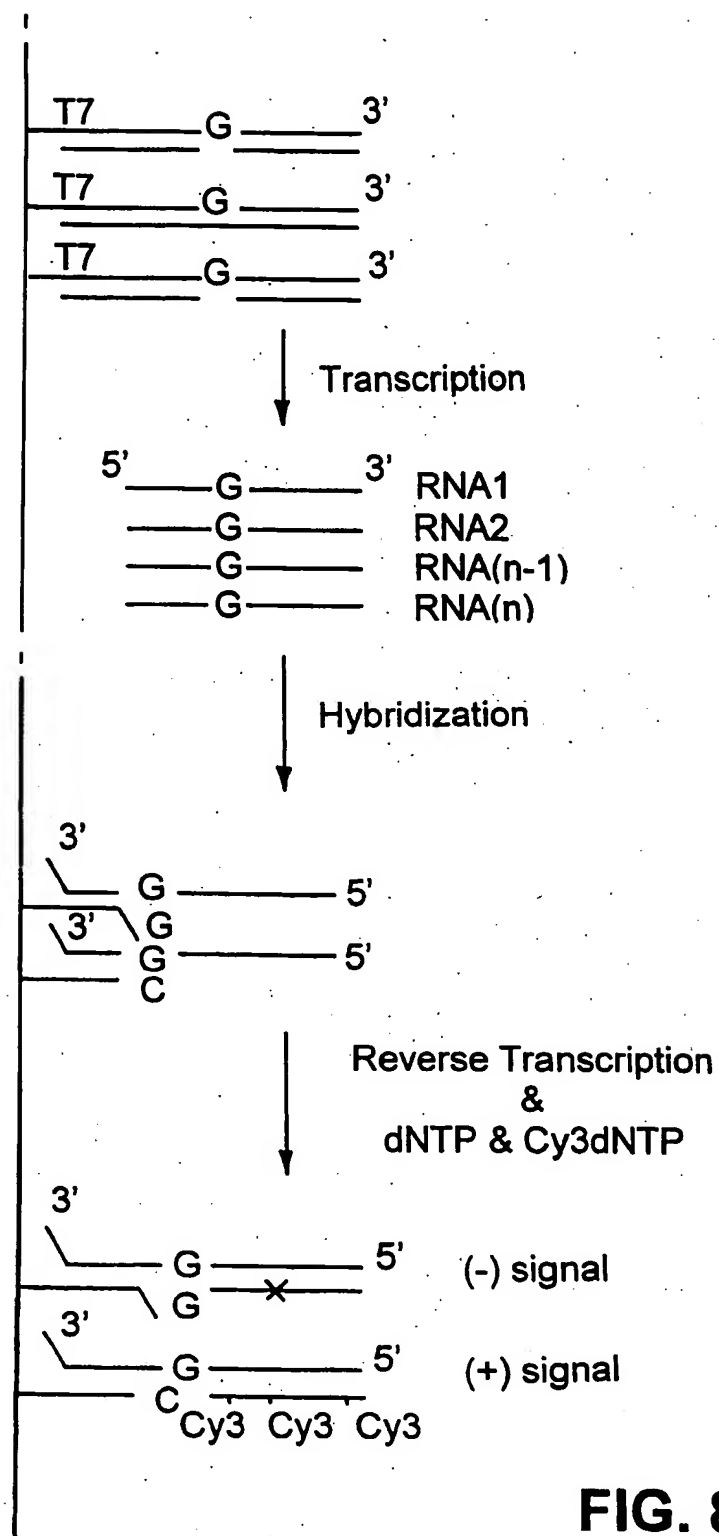 T7 G 3'
T7 G 3'
T7 G 3'
Transcription
5' G 3' RNA1
G RNA2
G RNA(n-1)
G RNA(n)
Hybridization
3'
G 5'
G
3' G 5'
C
Reverse Transcription
&
dNTP & Cy3dNTP
3'
G 5' (-) signal
G X
3'
G 5' (+) signal
C
Cy3 Cy3 Cy3
FIG. 8